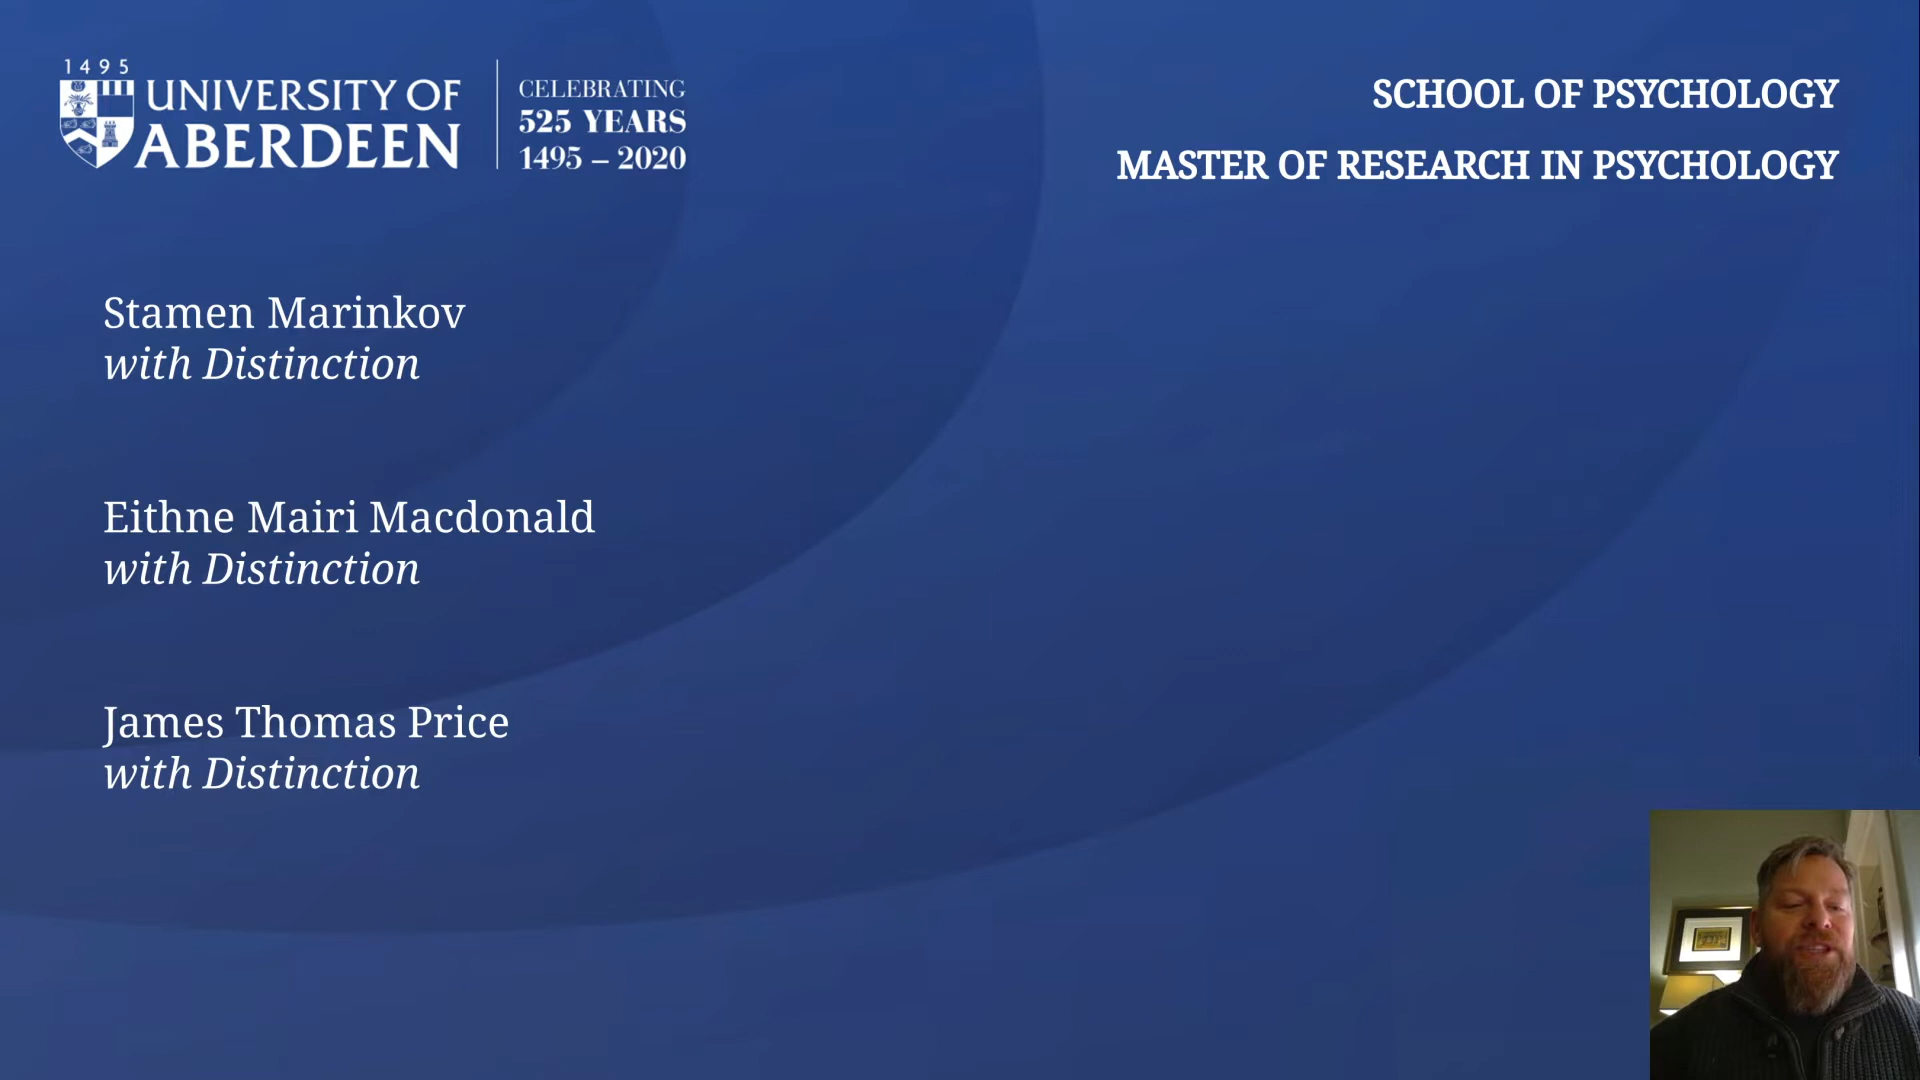 1495
UNIVERSITY OF
ABERDEEN
CELEBRATING
525 YEARS
1495 – 2020
SCHOOL OF PSYCHOLOGY
MASTER OF RESEARCH IN PSYCHOLOGY
Stamen Marinkov
with Distinction
Eithne Mairi Macdonald
with Distinction
James Thomas Price
with Distinction